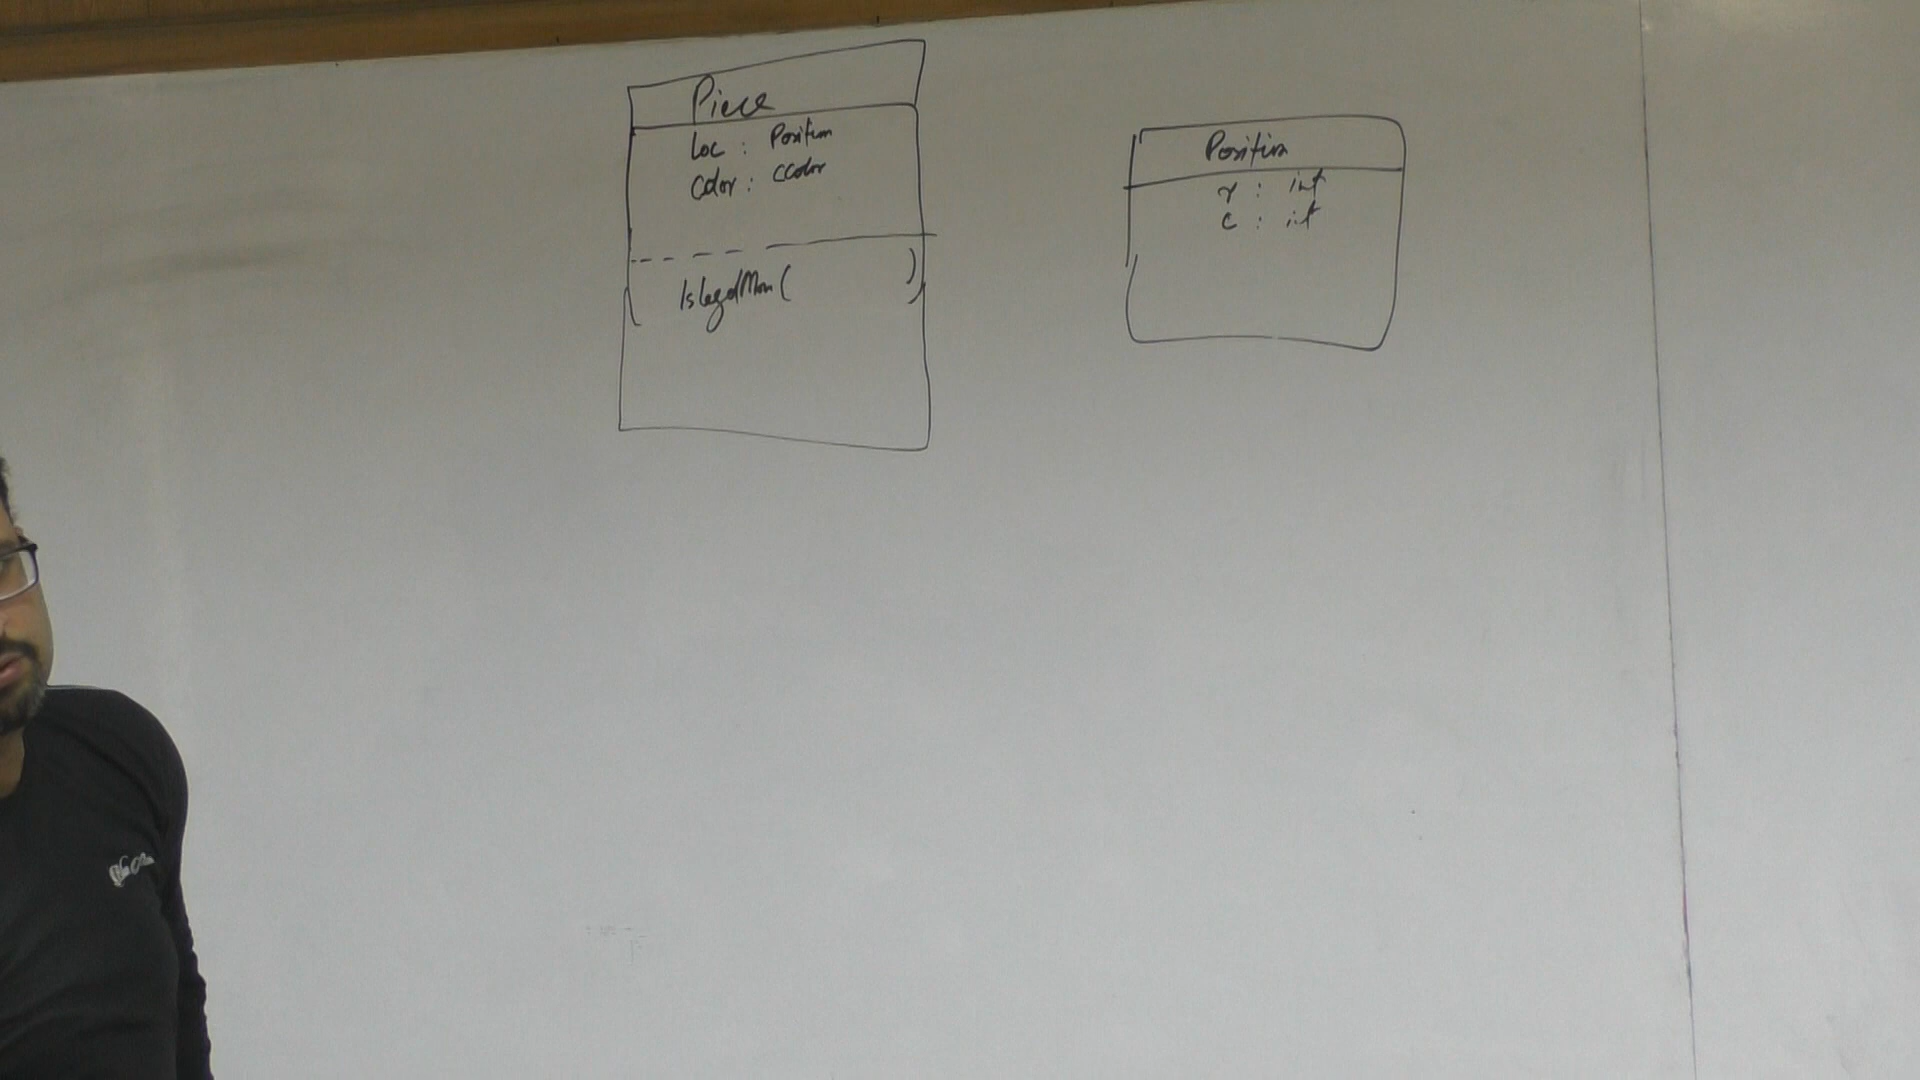 Piece
Loc : Position
Color : CColor
IsLegalMove( )
Position
r : int
c : int